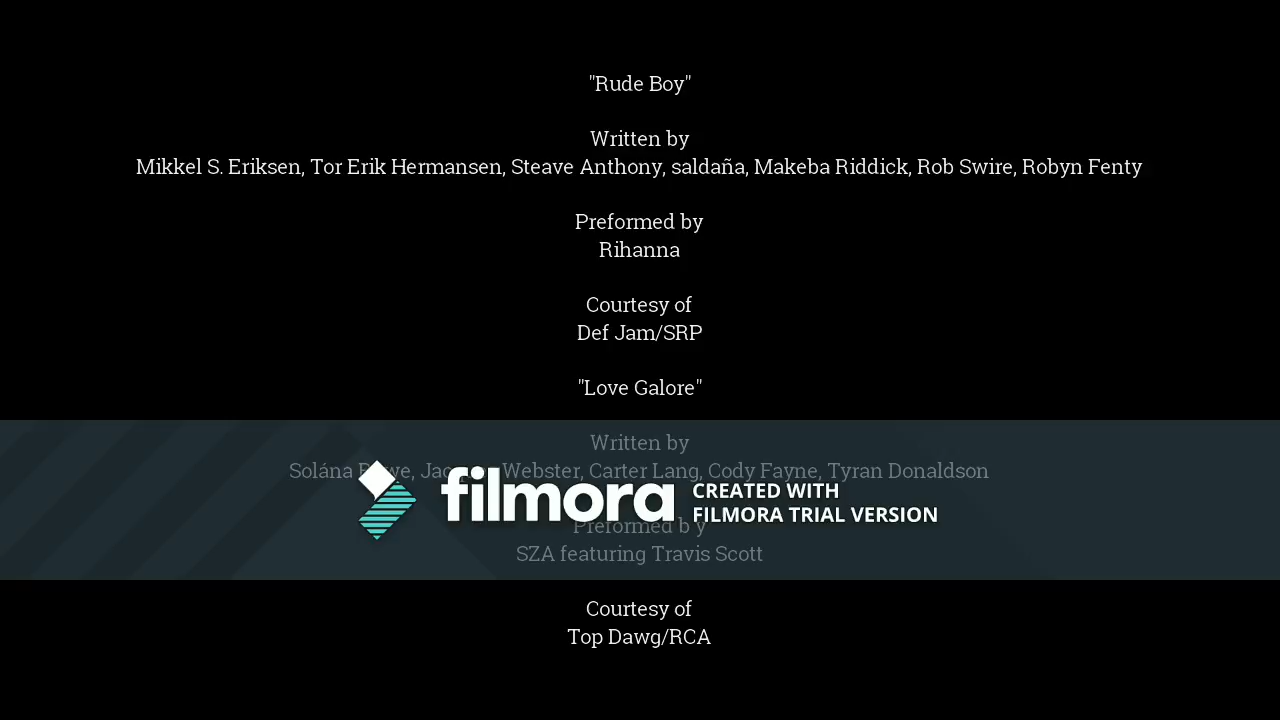 "Rude Boy"
Written by
Mikkel S. Eriksen, Tor Erik Hermansen, Steave Anthony, saldaña, Makeba Riddick, Rob Swire, Robyn Fenty
Preformed by
Rihanna
Courtesy of
Def Jam/SRP
"Love Galore"
Written by
Solána Webster, Carter Lang, Cody Fayne, Tyran Donaldson
filmora CREATED WITH
FILMORA TRIAL VERSION
Preformed b y
SZA featuring Travis Scott
Courtesy of
Top Dawg/RCA